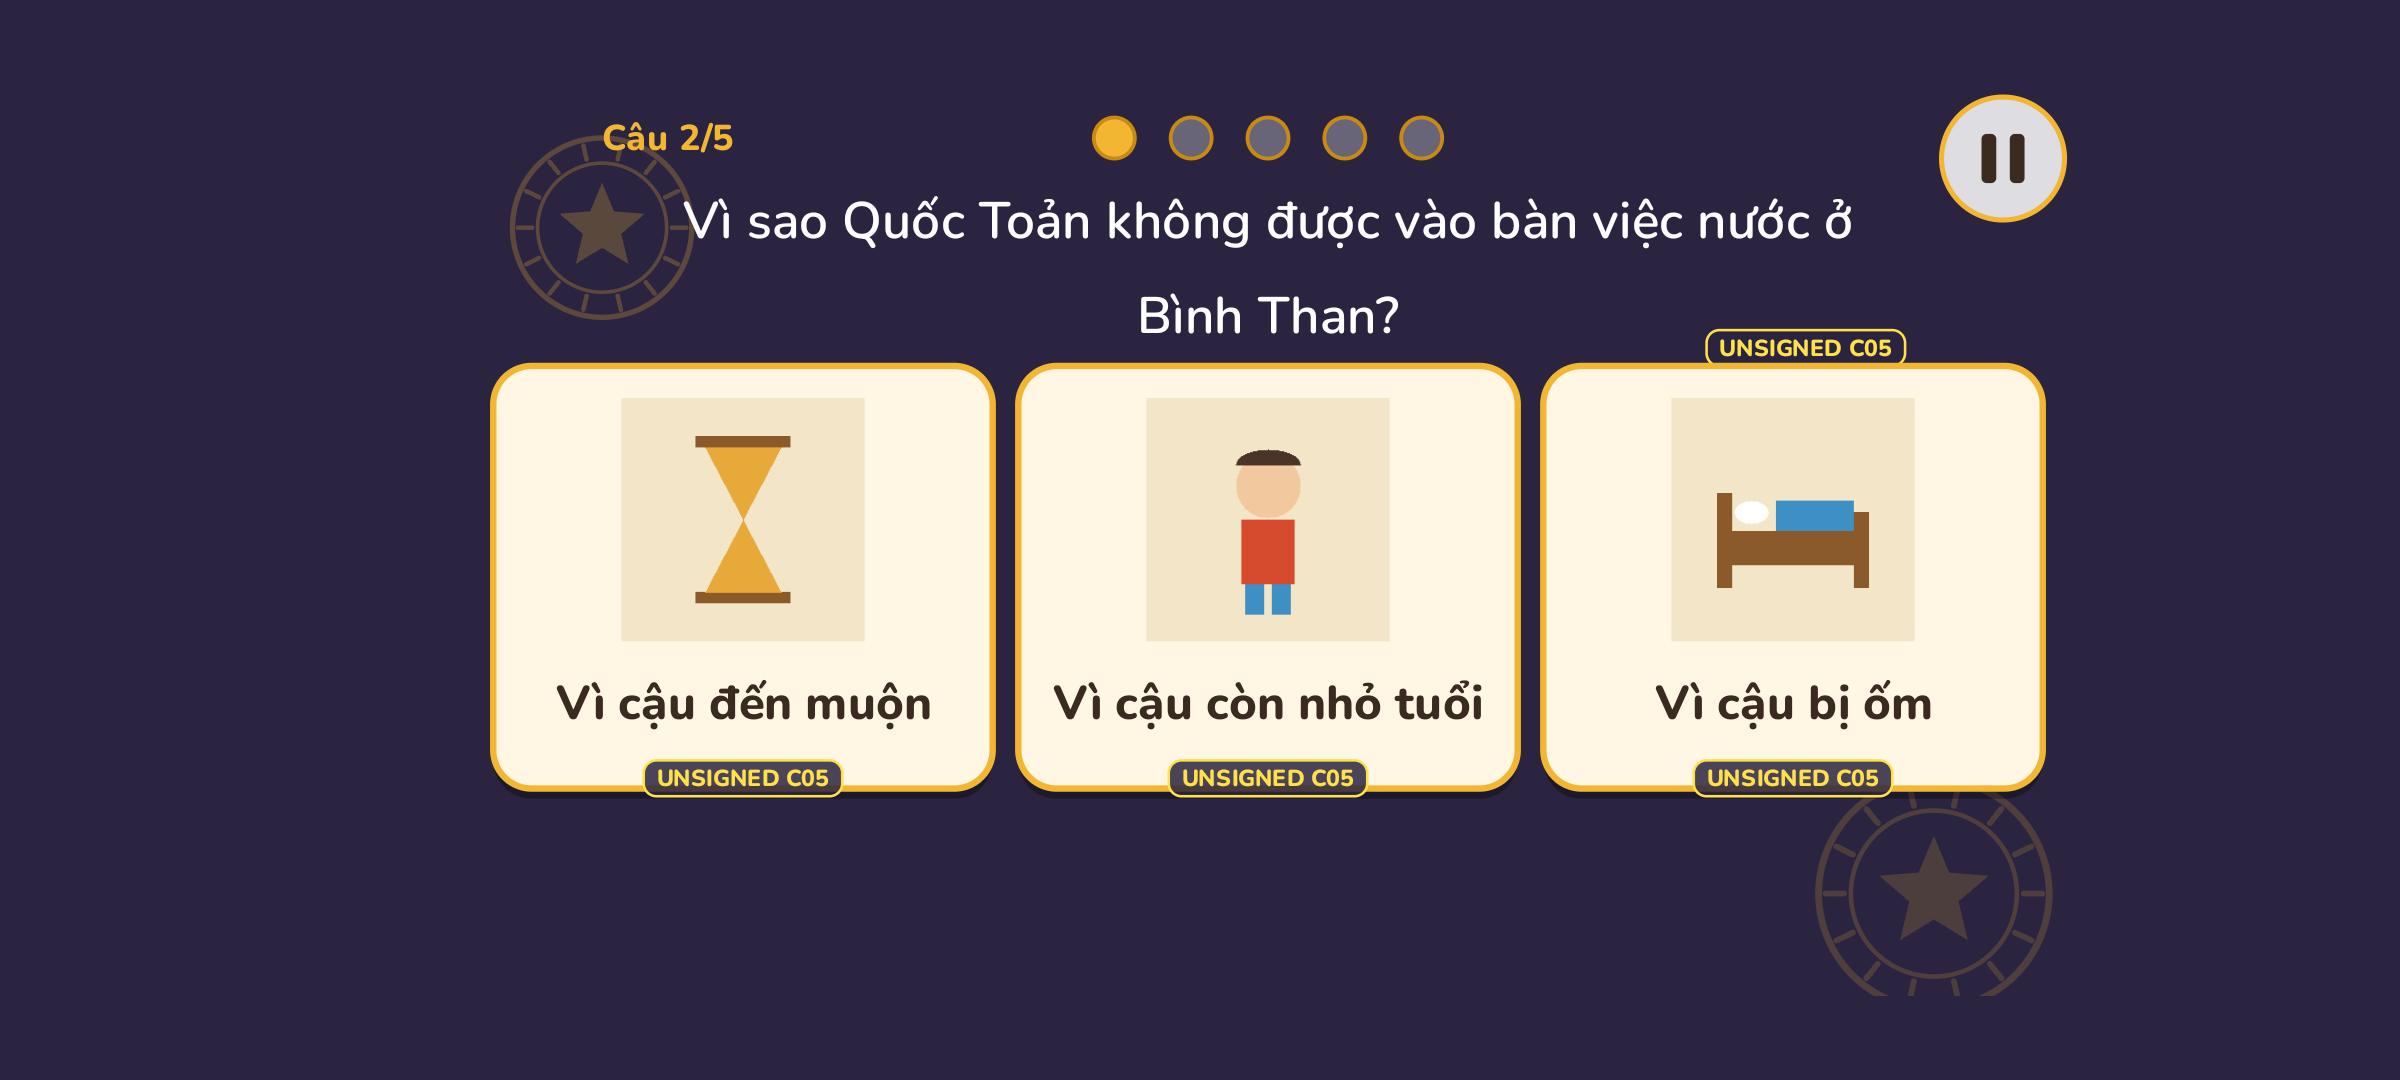 Câu 2/5
Vì sao Quốc Toản không được vào bàn việc nước ở
Bình Than?
UNSIGNED C05
Vì cậu đến muộn
Vì cậu còn nhỏ tuổi
Vì cậu bị ốm
UNSIGNED C05
UNSIGNED C05
UNSIGNED C05